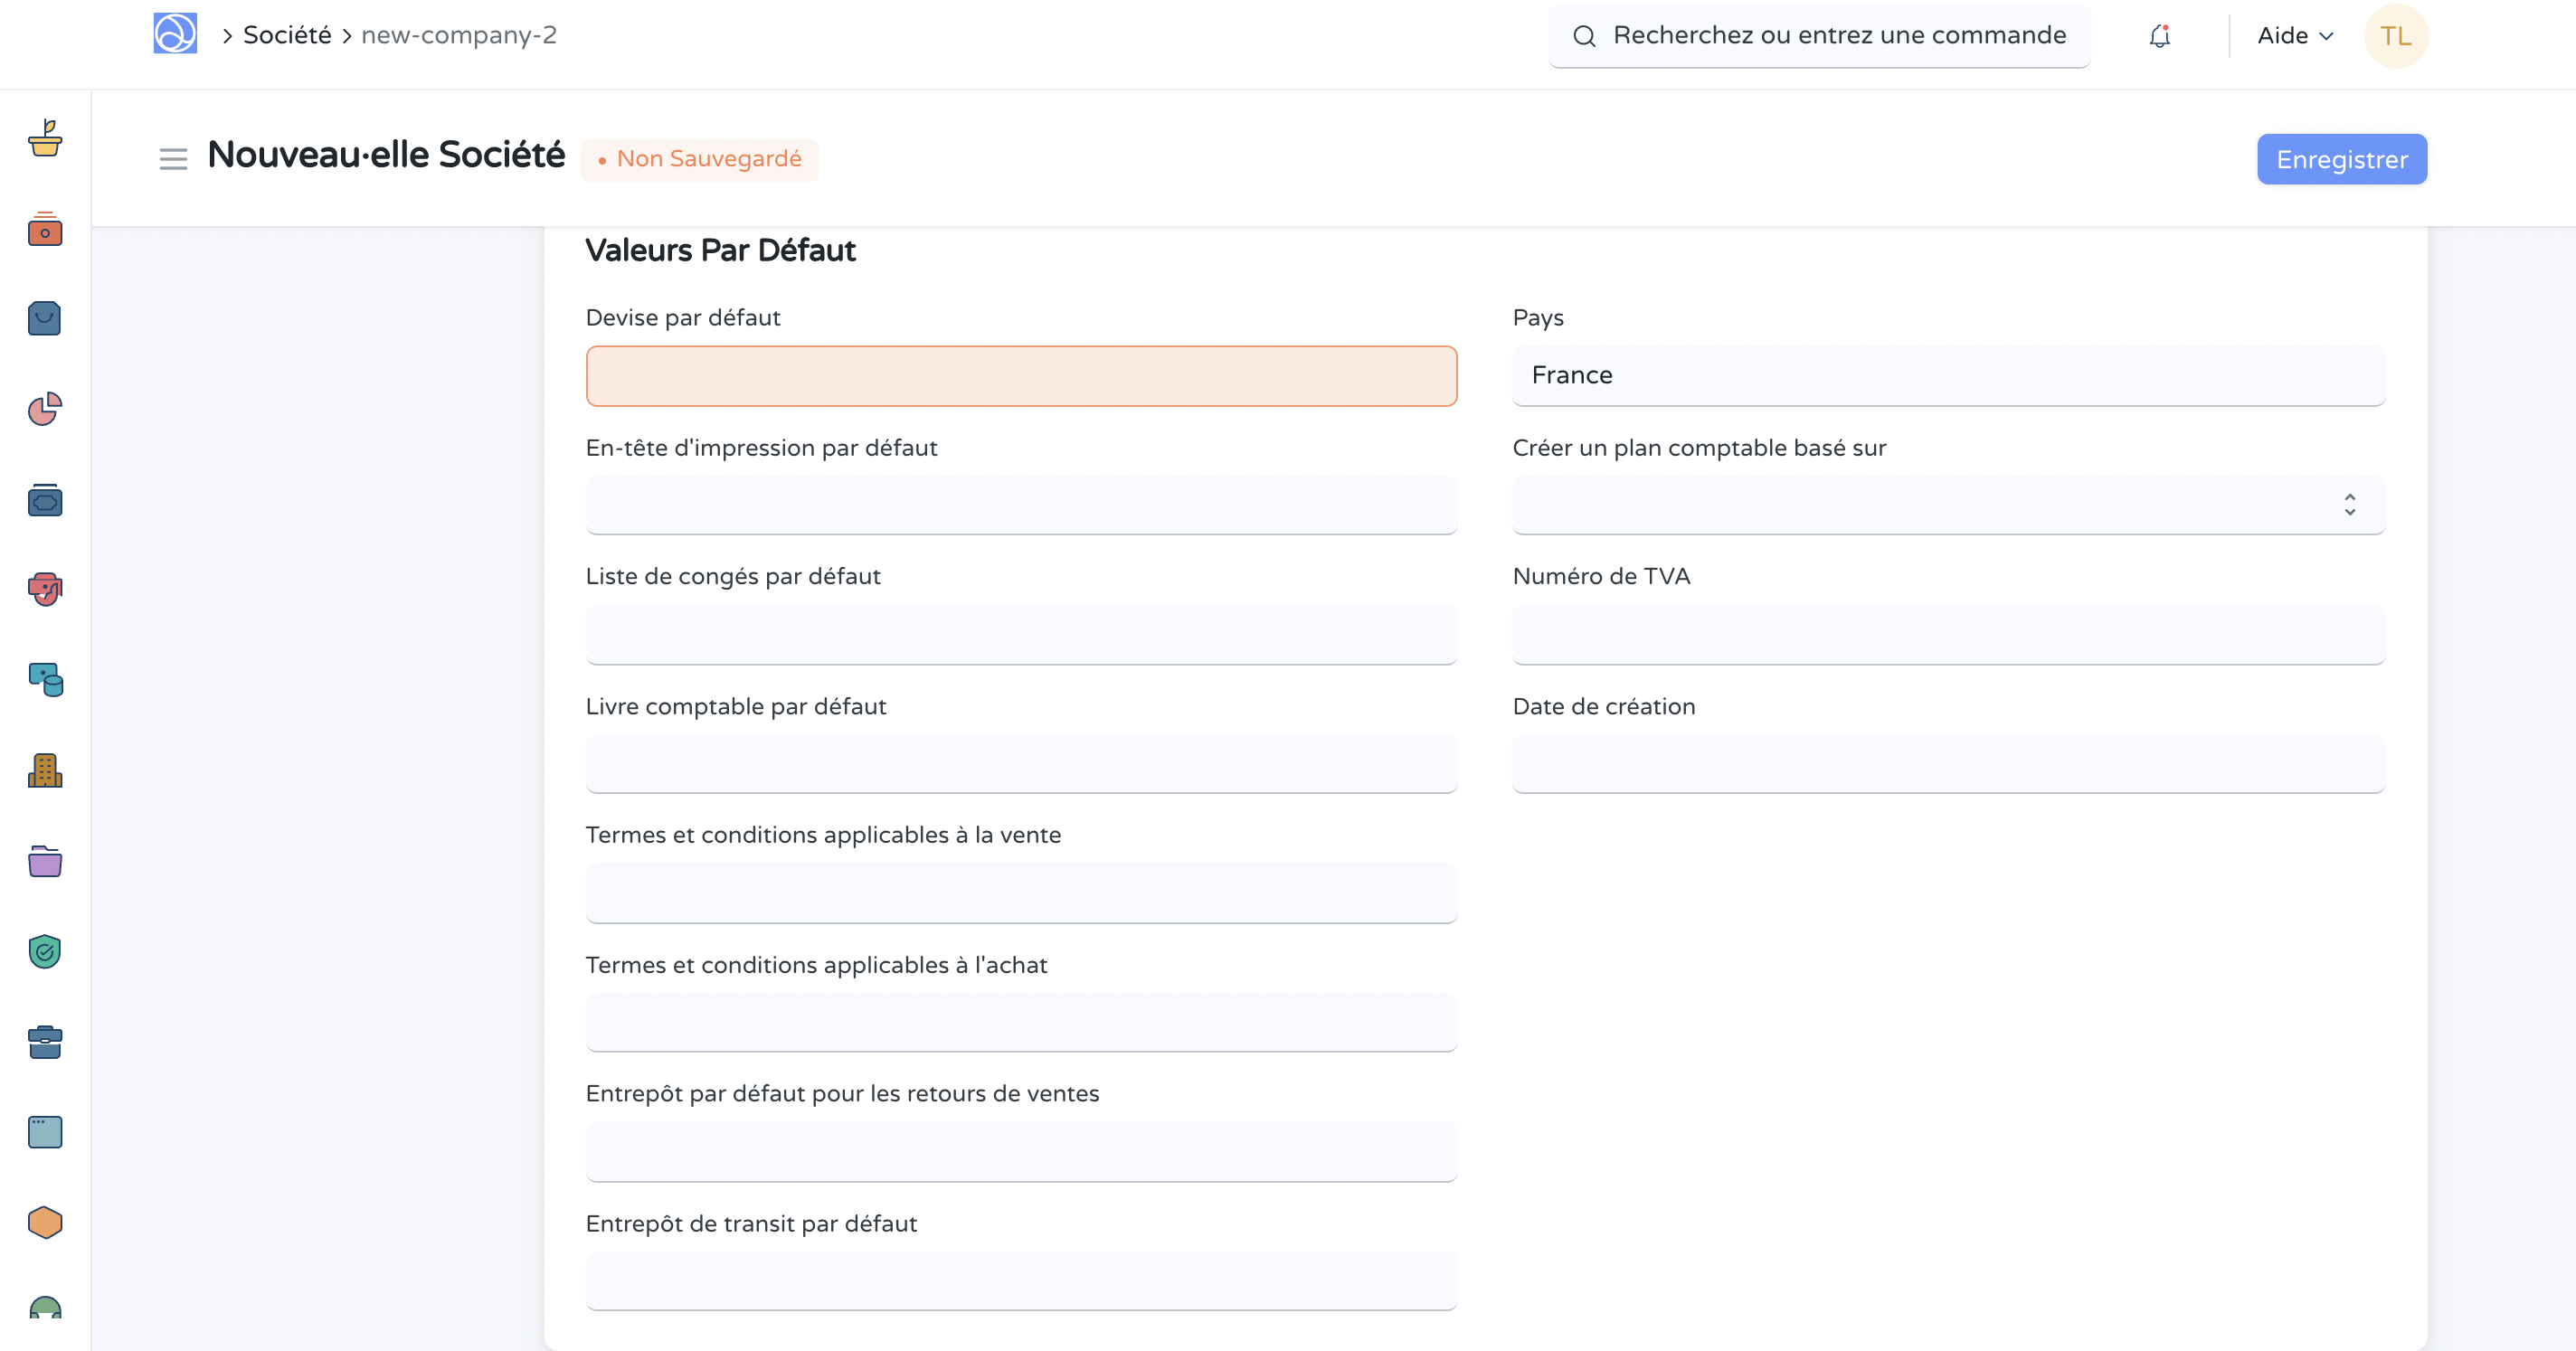 Société
new-company-2
Recherchez ou entrez une commande
Aide
TL
Nouveau·elle Société
Non Sauvegardé
Enregistrer
Valeurs Par Défaut
Devise par défaut
Pays
France
En-tête d'impression par défaut
Créer un plan comptable basé sur
Liste de congés par défaut
Numéro de TVA
Livre comptable par défaut
Date de création
Termes et conditions applicables à la vente
Termes et conditions applicables à l'achat
Entrepôt par défaut pour les retours de ventes
Entrepôt de transit par défaut